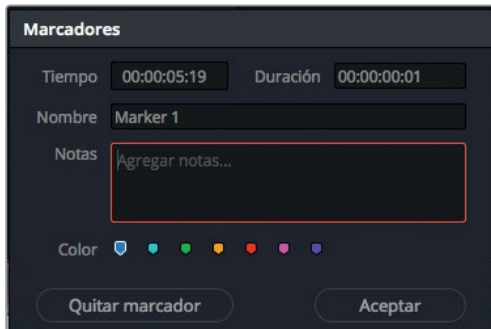 Marcadores
Tiempo 00:00:05:19 Duración 00:00:00:01
Nombre Marker 1
Notas Agregar notas...
Color
Quitar marcador Aceptar